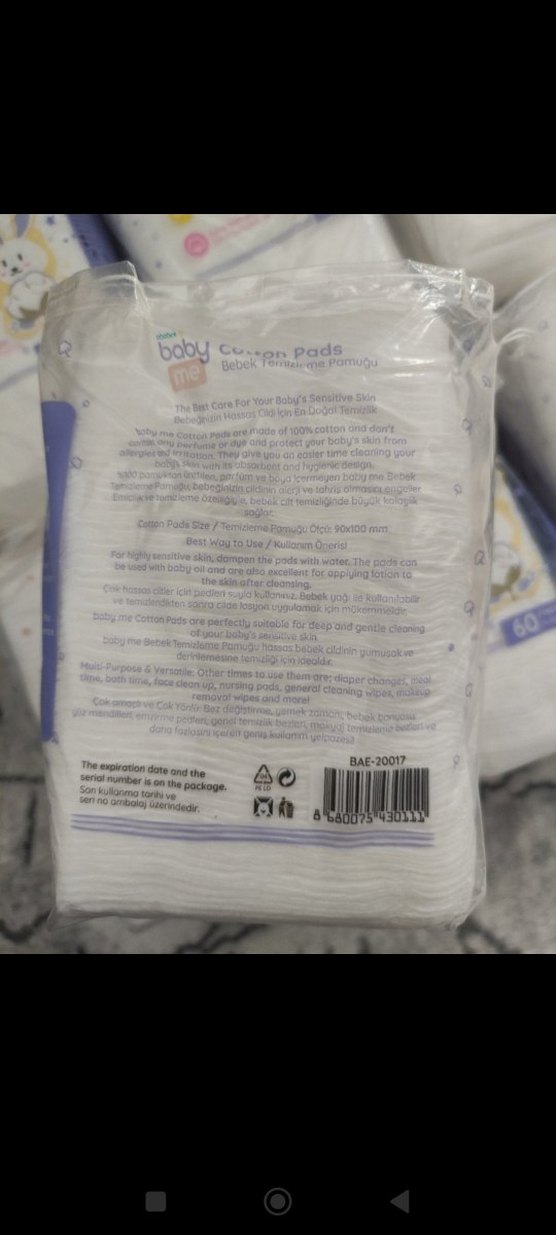 baby me
Cotton Pads
Bebek Temizleme Pamuğu
The Best Care For Your Baby's Sensitive Skin
Bebeğinizin Hassas Cildi İçin En Doğal Temizlik
baby me Cotton Pads are made of 100% cotton and don't
contain any perfume or dye and protect your baby's skin from
allergies and irritation. They give you an easier time cleaning your
baby's skin with its absorbent and hygienic design.
%100 pamuktan üretilen, parfüm ve boya içermeyen baby me Bebek
Temizleme Pamuğu, bebeğinizin cildinin alerji ve tahriş olmasını engeller
Emicilik ve temizleme özelliğiyle, bebek cilt temizliğinde büyük kolaylık
sağlar.
Cotton Pads Size / Temizleme Pamuğu Ölçü: 90x100 mm
Best Way to Use / Kullanım Önerisi
For highly sensitive skin, dampen the pads with water. The pads can
be used with baby oil and are also excellent for applying lotion to
the skin after cleansing.
Çok hassas ciltler için pedleri suyla kullanınız. Bebek yağı ile kullanılabilir
ve temizlendikten sonra cilde losyon uygulamak için mükemmeldir.
baby me Cotton Pads are perfectly suitable for deep and gentle cleaning
of your baby's sensitive skin
baby me Bebek Temizleme Pamuğu hassas bebek cildinin yumuşak ve
derinlemesine temizliği için idealdir.
Multi-Purpose & Versatile: Other times to use them are; diaper changes, meal
time, bath time, face clean up, nursing pads, general cleaning wipes, makeup
removal wipes and more!
Çok amaçlı ve Çok Yönlü: Bez değiştirme, yemek zamanı, bebek banyosu
yüz mendilleri, emzirme pedleri, genel temizlik bezleri, makyaj temizleme bezleri ve
daha fazlasını içeren geniş kullanım yelpazesi
The expiration date and the
serial number is on the package.
Son kullanma tarihi ve
seri no ambalaj üzerindedir.
04
PE LD
BAE-20017
8 680075 430111
60